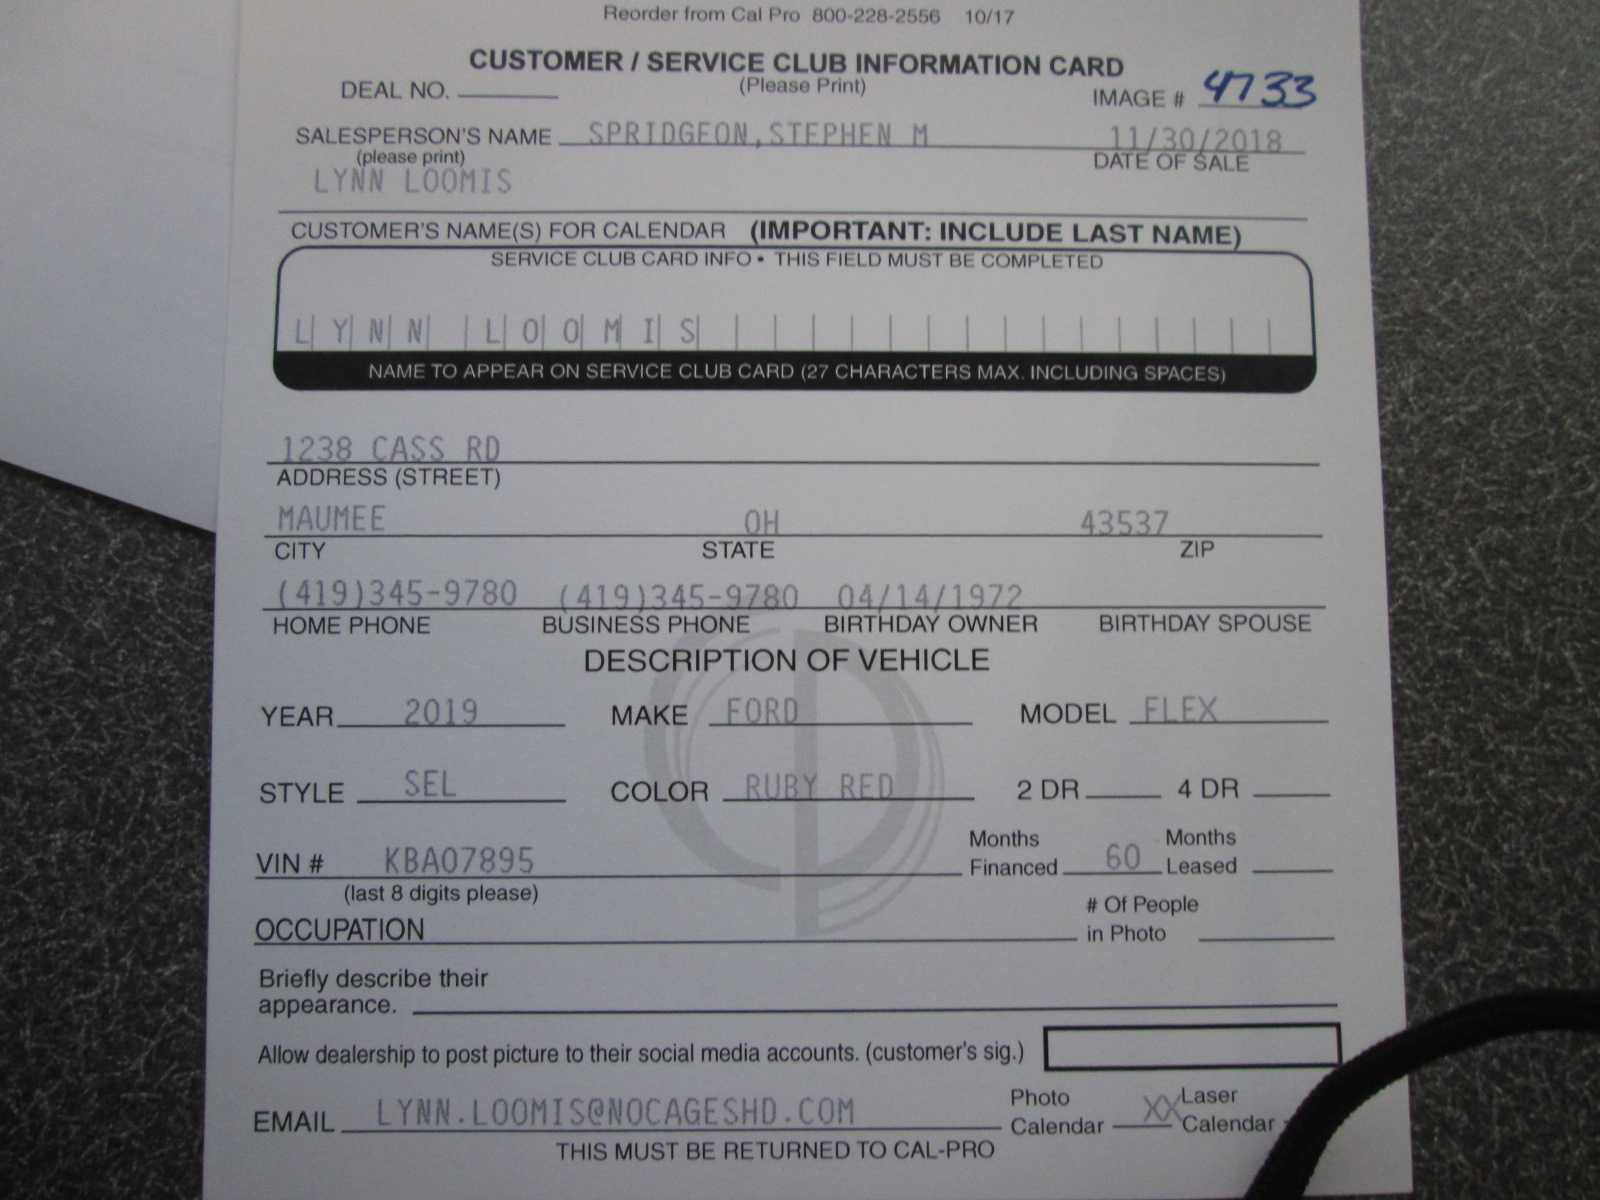 Reorder from Cal Pro 800-228-2556 10/17
CUSTOMER / SERVICE CLUB INFORMATION CARD
DEAL NO. (Please Print) IMAGE # 4733
SALESPERSON'S NAME SPRIDGEON,STEPHEN M 11/30/2018
(please print) DATE OF SALE
LYNN LOOMIS
CUSTOMER'S NAME(S) FOR CALENDAR (IMPORTANT: INCLUDE LAST NAME)
SERVICE CLUB CARD INFO • THIS FIELD MUST BE COMPLETED
LYNN LOOMIS
NAME TO APPEAR ON SERVICE CLUB CARD (27 CHARACTERS MAX. INCLUDING SPACES)
1238 CASS RD
ADDRESS (STREET)
MAUMEE OH 43537
CITY STATE ZIP
(419)345-9780 (419)345-9780 04/14/1972
HOME PHONE BUSINESS PHONE BIRTHDAY OWNER BIRTHDAY SPOUSE
DESCRIPTION OF VEHICLE
YEAR 2019 MAKE FORD MODEL FLEX
STYLE SEL COLOR RUBY RED 2 DR 4 DR
Months Months
VIN # KBA07895 Financed 60 Leased
(last 8 digits please)
# Of People
OCCUPATION in Photo
Briefly describe their
appearance.
Allow dealership to post picture to their social media accounts. (customer's sig.)
Photo Laser
EMAIL LYNN.LOOMIS@NOCAGESHD.COM Calendar XX Calendar
THIS MUST BE RETURNED TO CAL-PRO